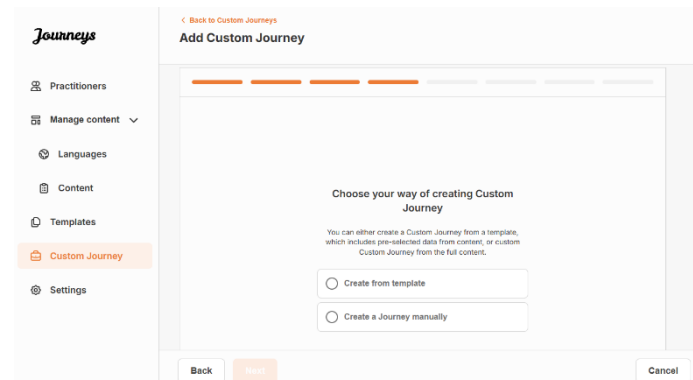 Journeys
Practitioners
Manage content
Languages
Content
Templates
Custom Journey
Settings
< Back to Custom Journeys
Add Custom Journey
Choose your way of creating Custom
Journey
You can either create a Custom Journey from a template,
which includes pre-selected data from content, or custom
Custom Journey from the full content.
Create from template
Create a Journey manually
Back
Next
Cancel